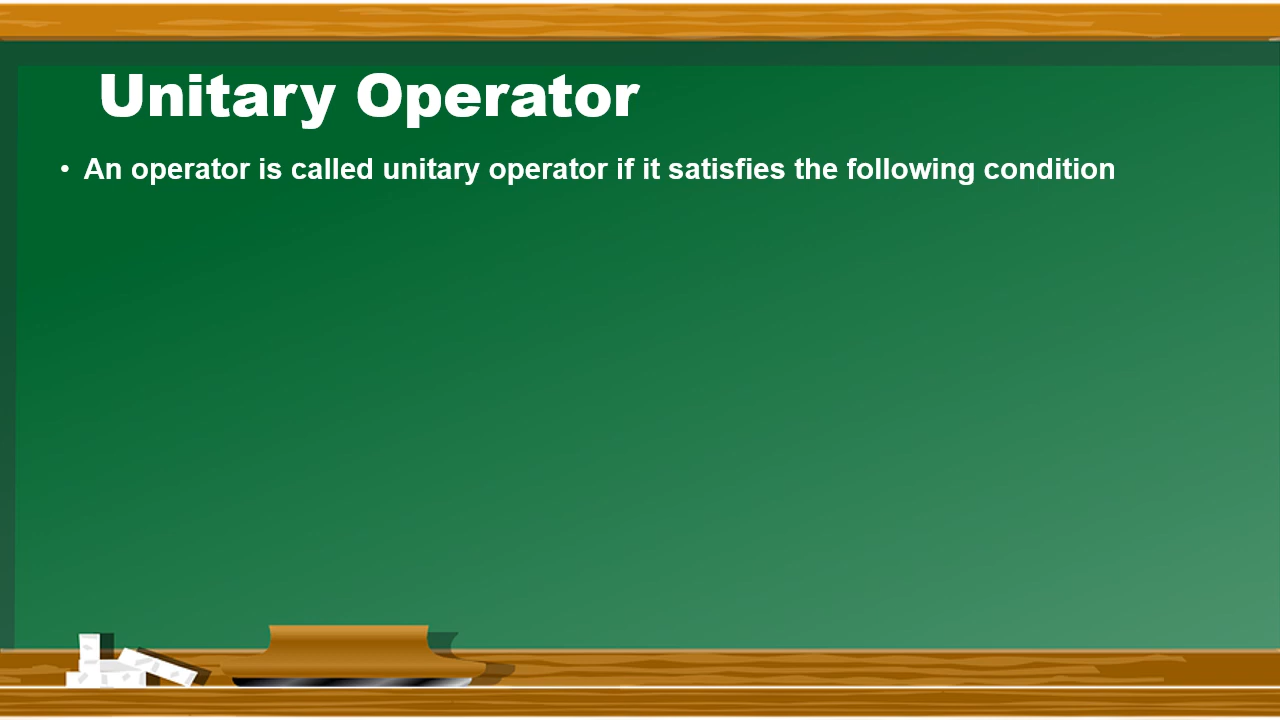 Unitary Operator
• An operator is called unitary operator if it satisfies the following condition